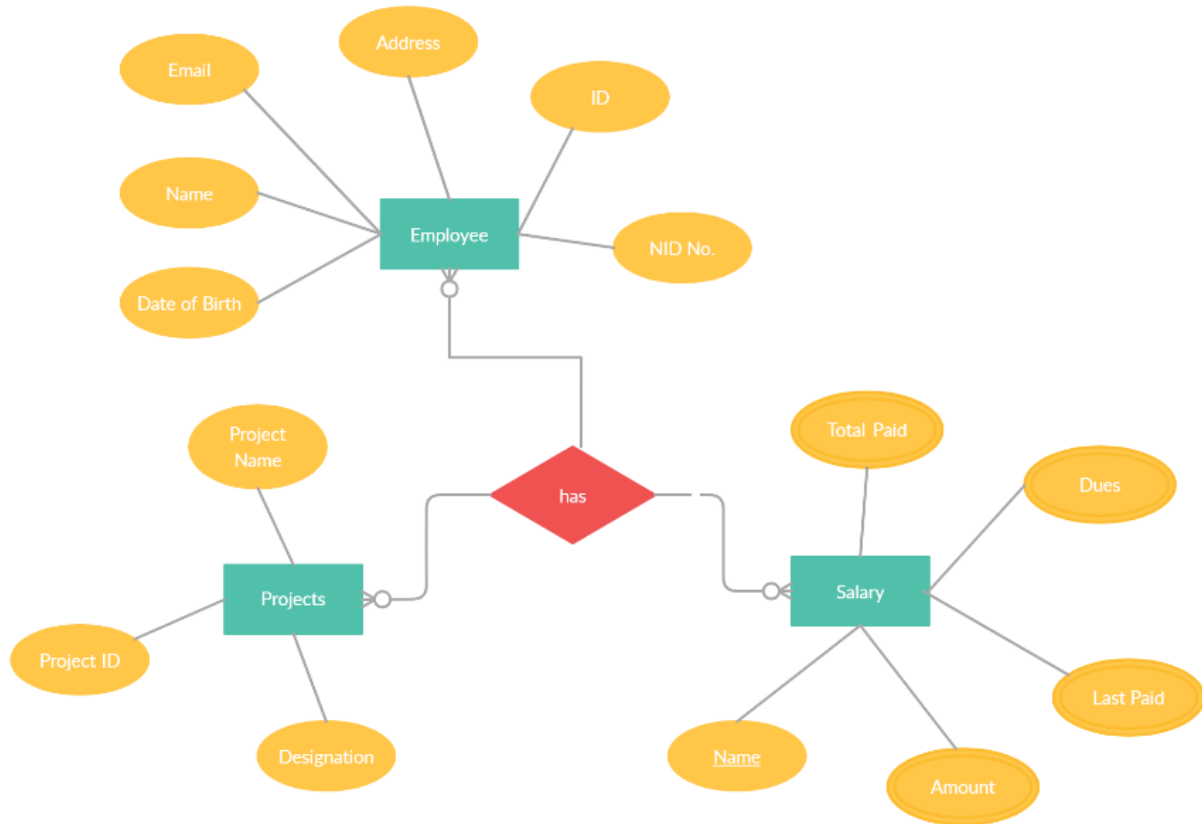 Address
Email
ID
Name
Employee
NID No.
Date of Birth
Project
Name
Total Paid
Dues
has
Projects
Salary
Project ID
Last Paid
Designation
Name
Amount